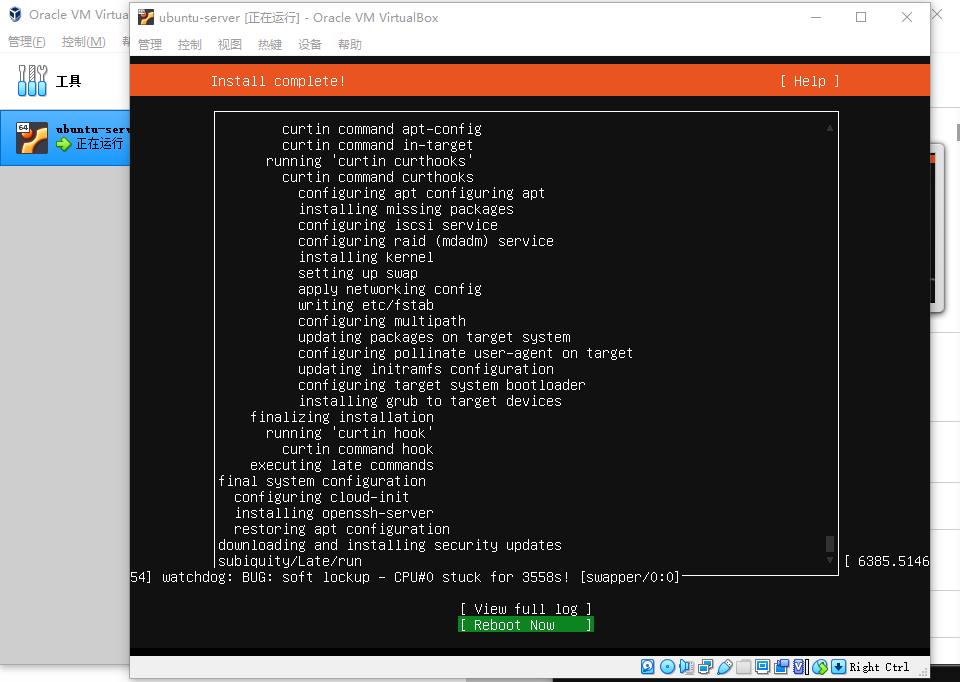 Oracle VM Virtua
管理(F) 控制(M)
工具
64
ubuntu-serv
正在运行
ubuntu-server [正在运行] - Oracle VM VirtualBox
管理 控制 视图 热键 设备 帮助
Install complete! [ Help ]
curtin command apt-config
curtin command in-target
running 'curtin curthooks'
curtin command curthooks
configuring apt configuring apt
installing missing packages
configuring iscsi service
configuring raid (mdadm) service
installing kernel
setting up swap
apply networking config
writing etc/fstab
configuring multipath
updating packages on target system
configuring pollinate user-agent on target
updating initramfs configuration
configuring target system bootloader
installing grub to target devices
finalizing installation
running 'curtin hook'
curtin command hook
executing late commands
final system configuration
configuring cloud-init
installing openssh-server
restoring apt configuration
downloading and installing security updates
subiquity/Late/run [ 6385.5146
54] watchdog: BUG: soft lockup - CPU#0 stuck for 3558s! [swapper/0:0]
[ View full log ]
[ Reboot Now ]
Right Ctrl